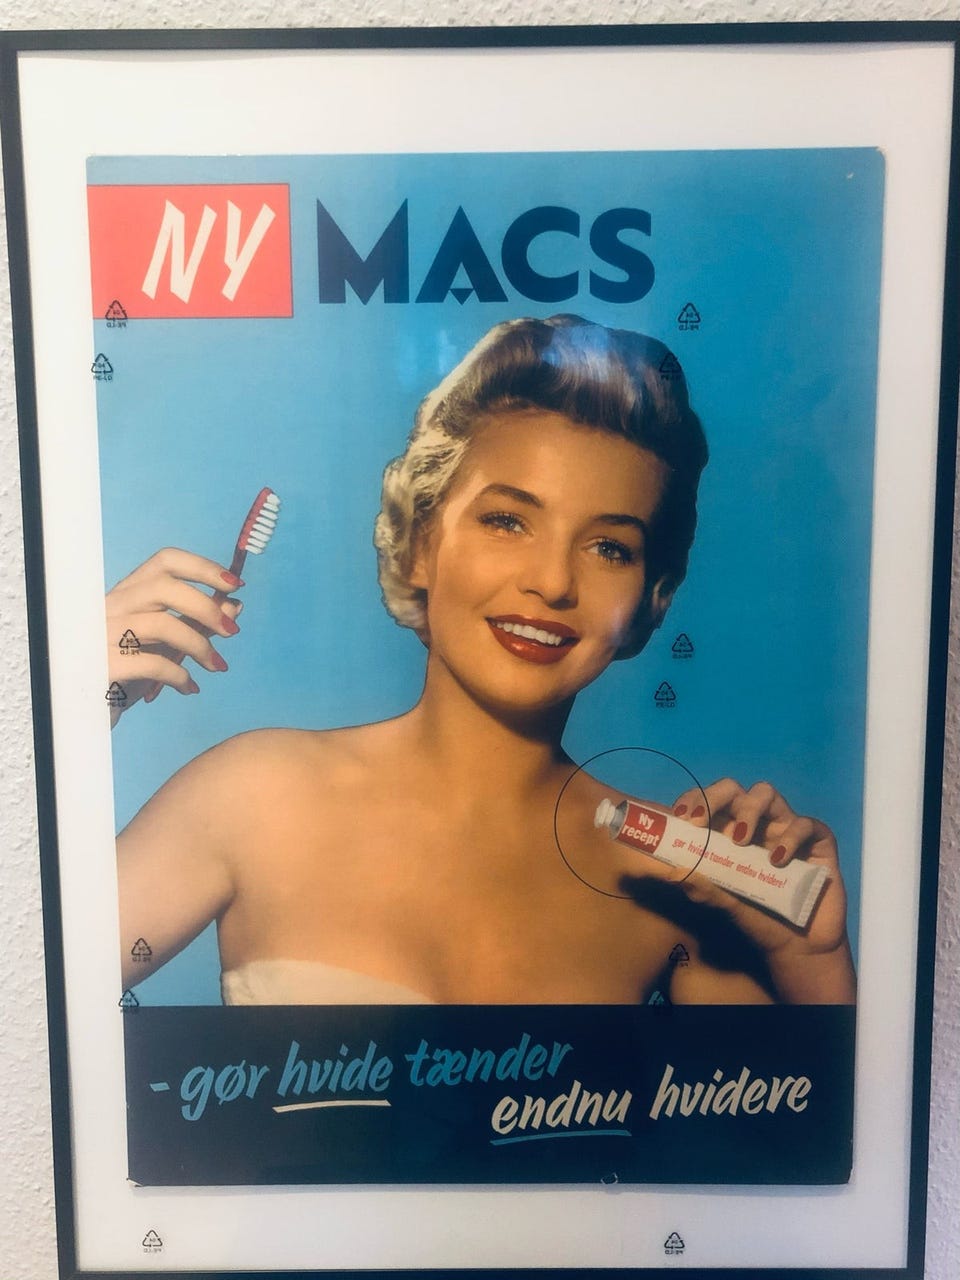 NY MACS
Ny
recept
gør hvide tænder endnu hvidere!
- gør hvide tænder
endnu hvidere